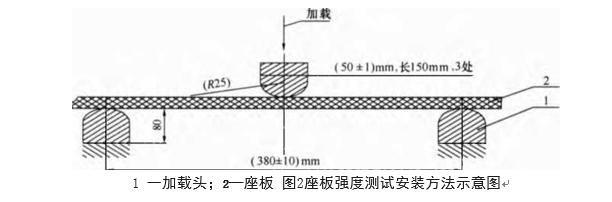 加载
(50±1)mm,长150mm,3处
(R25)
2
1
80
(380±10)mm
1 一加载头；2—座板 图2座板强度测试安装方法示意图